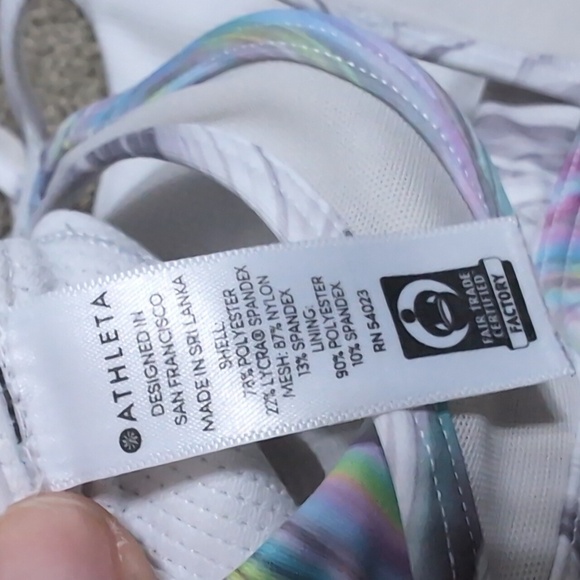 ATHLETA
DESIGNED IN
SAN FRANCISCO
MADE IN SRI LANKA
SHELL:
78% POLYESTER
22% LYCRA® SPANDEX
MESH: 87% NYLON
13% SPANDEX
LINING:
90% POLYESTER
10% SPANDEX
RN 54023
FAIR TRADE
CERTIFIED
FACTORY